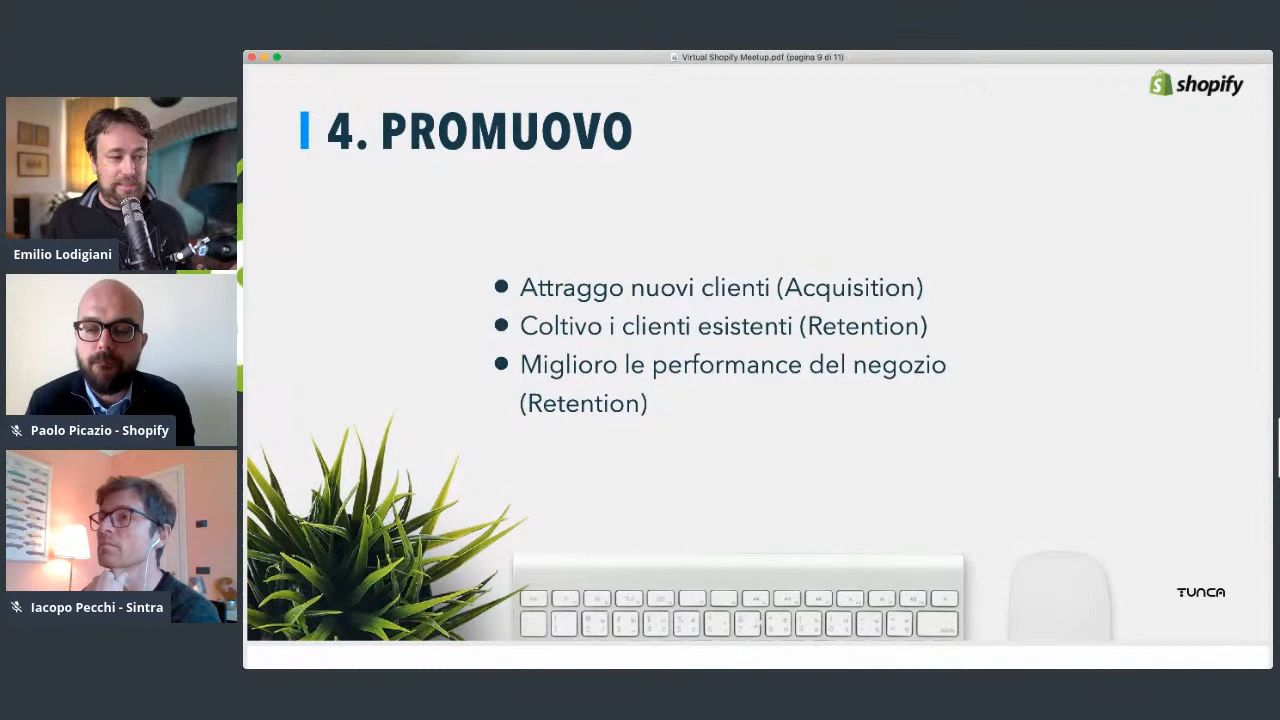 Virtual Shopify Meetup.pdf (pagina 9 di 11)
shopify
4. PROMUOVO
Emilio Lodigiani
● Attraggo nuovi clienti (Acquisition)
● Coltivo i clienti esistenti (Retention)
● Miglioro le performance del negozio
(Retention)
Paolo Picazio - Shopify
Iacopo Pecchi - Sintra
TUNCA